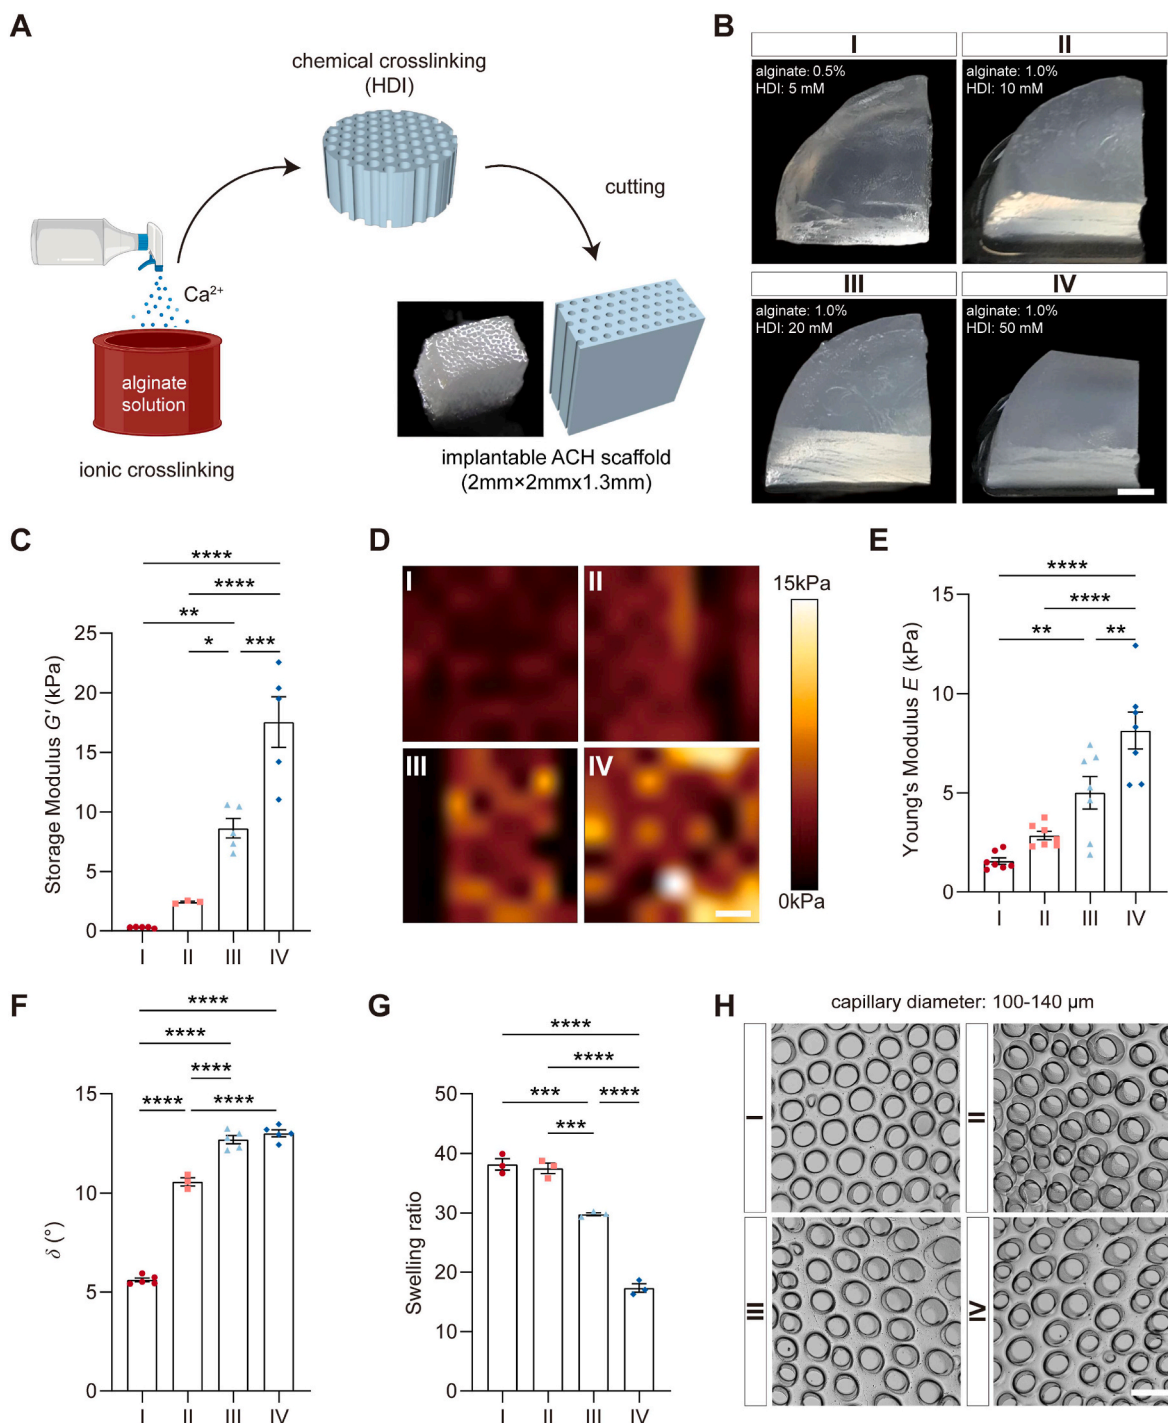 A
chemical crosslinking
(HDI)
cutting
Ca²⁺
alginate
solution
ionic crosslinking
implantable ACH scaffold
(2mm×2mmx1.3mm)
B
I
II
alginate: 0.5%
HDI: 5 mM
alginate: 1.0%
HDI: 10 mM
III
IV
alginate: 1.0%
HDI: 20 mM
alginate: 1.0%
HDI: 50 mM
C
****
****
**
* ***
25
20
15
10
5
0
Storage Modulus G' (kPa)
I II III IV
D
I
II
III
IV
15kPa
0kPa
E
****
****
** **
15
10
5
0
Young's Modulus E (kPa)
I II III IV
F
****
****
****
**** ****
15
10
5
0
δ (°)
I II III IV
G
****
****
*** ****
***
50
40
30
20
10
0
Swelling ratio
I II III IV
H
capillary diameter: 100-140 µm
I
II
III
IV